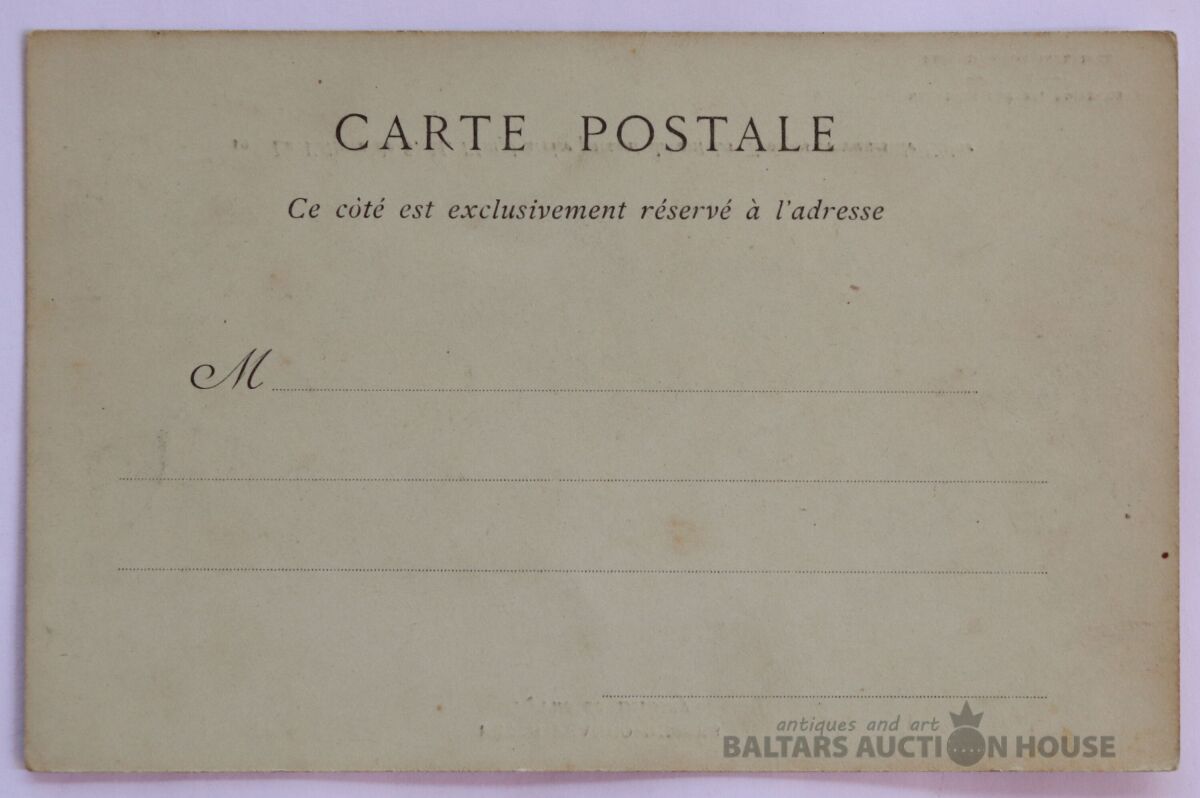 CARTE POSTALE
Ce côté est exclusivement réservé à l'adresse
M
antiques and art
BALTARS AUCTION HOUSE